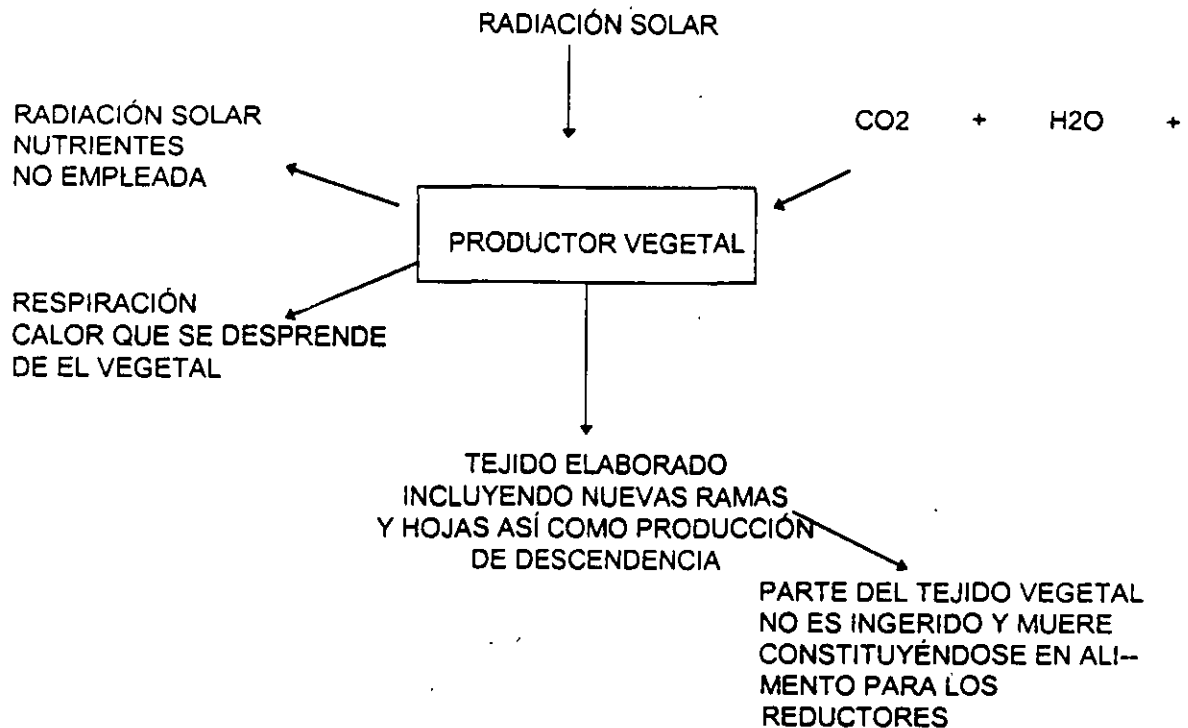 RADIACIÓN SOLAR
RADIACIÓN SOLAR
NUTRIENTES
NO EMPLEADA
CO2 + H2O +
PRODUCTOR VEGETAL
RESPIRACIÓN
CALOR QUE SE DESPRENDE
DE EL VEGETAL
TEJIDO ELABORADO
INCLUYENDO NUEVAS RAMAS
Y HOJAS ASÍ COMO PRODUCCIÓN
DE DESCENDENCIA
PARTE DEL TEJIDO VEGETAL
NO ES INGERIDO Y MUERE
CONSTITUYÉNDOSE EN ALI--
MENTO PARA LOS
REDUCTORES